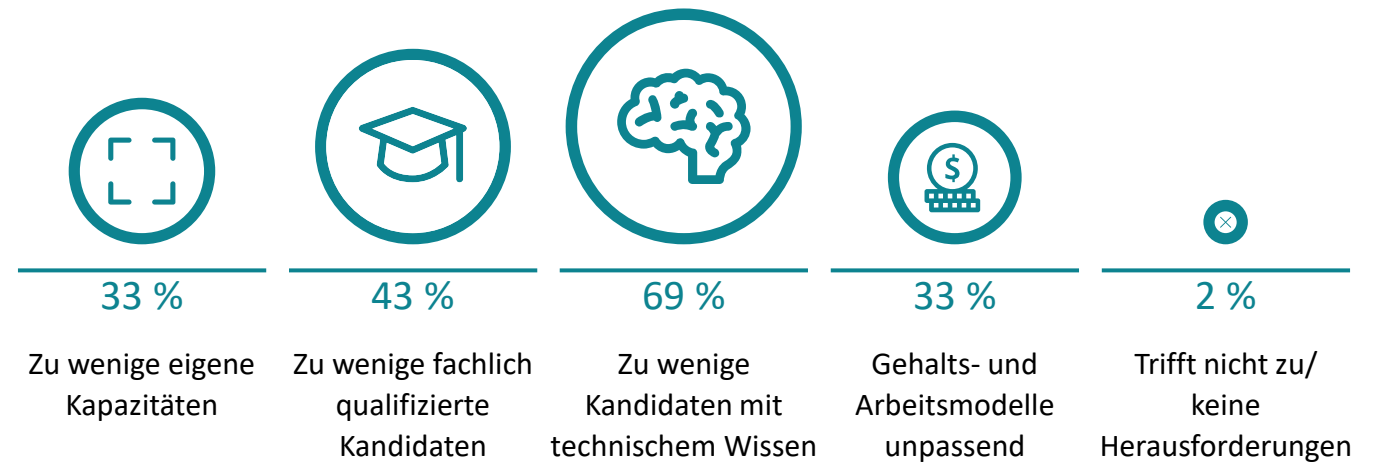 $
33 %
43 %
69 %
33 %
2 %
Zu wenige eigene
Kapazitäten
Zu wenige fachlich
qualifizierte
Kandidaten
Zu wenige
Kandidaten mit
technischem Wissen
Gehalts- und
Arbeitsmodelle
unpassend
Trifft nicht zu/
keine
Herausforderungen